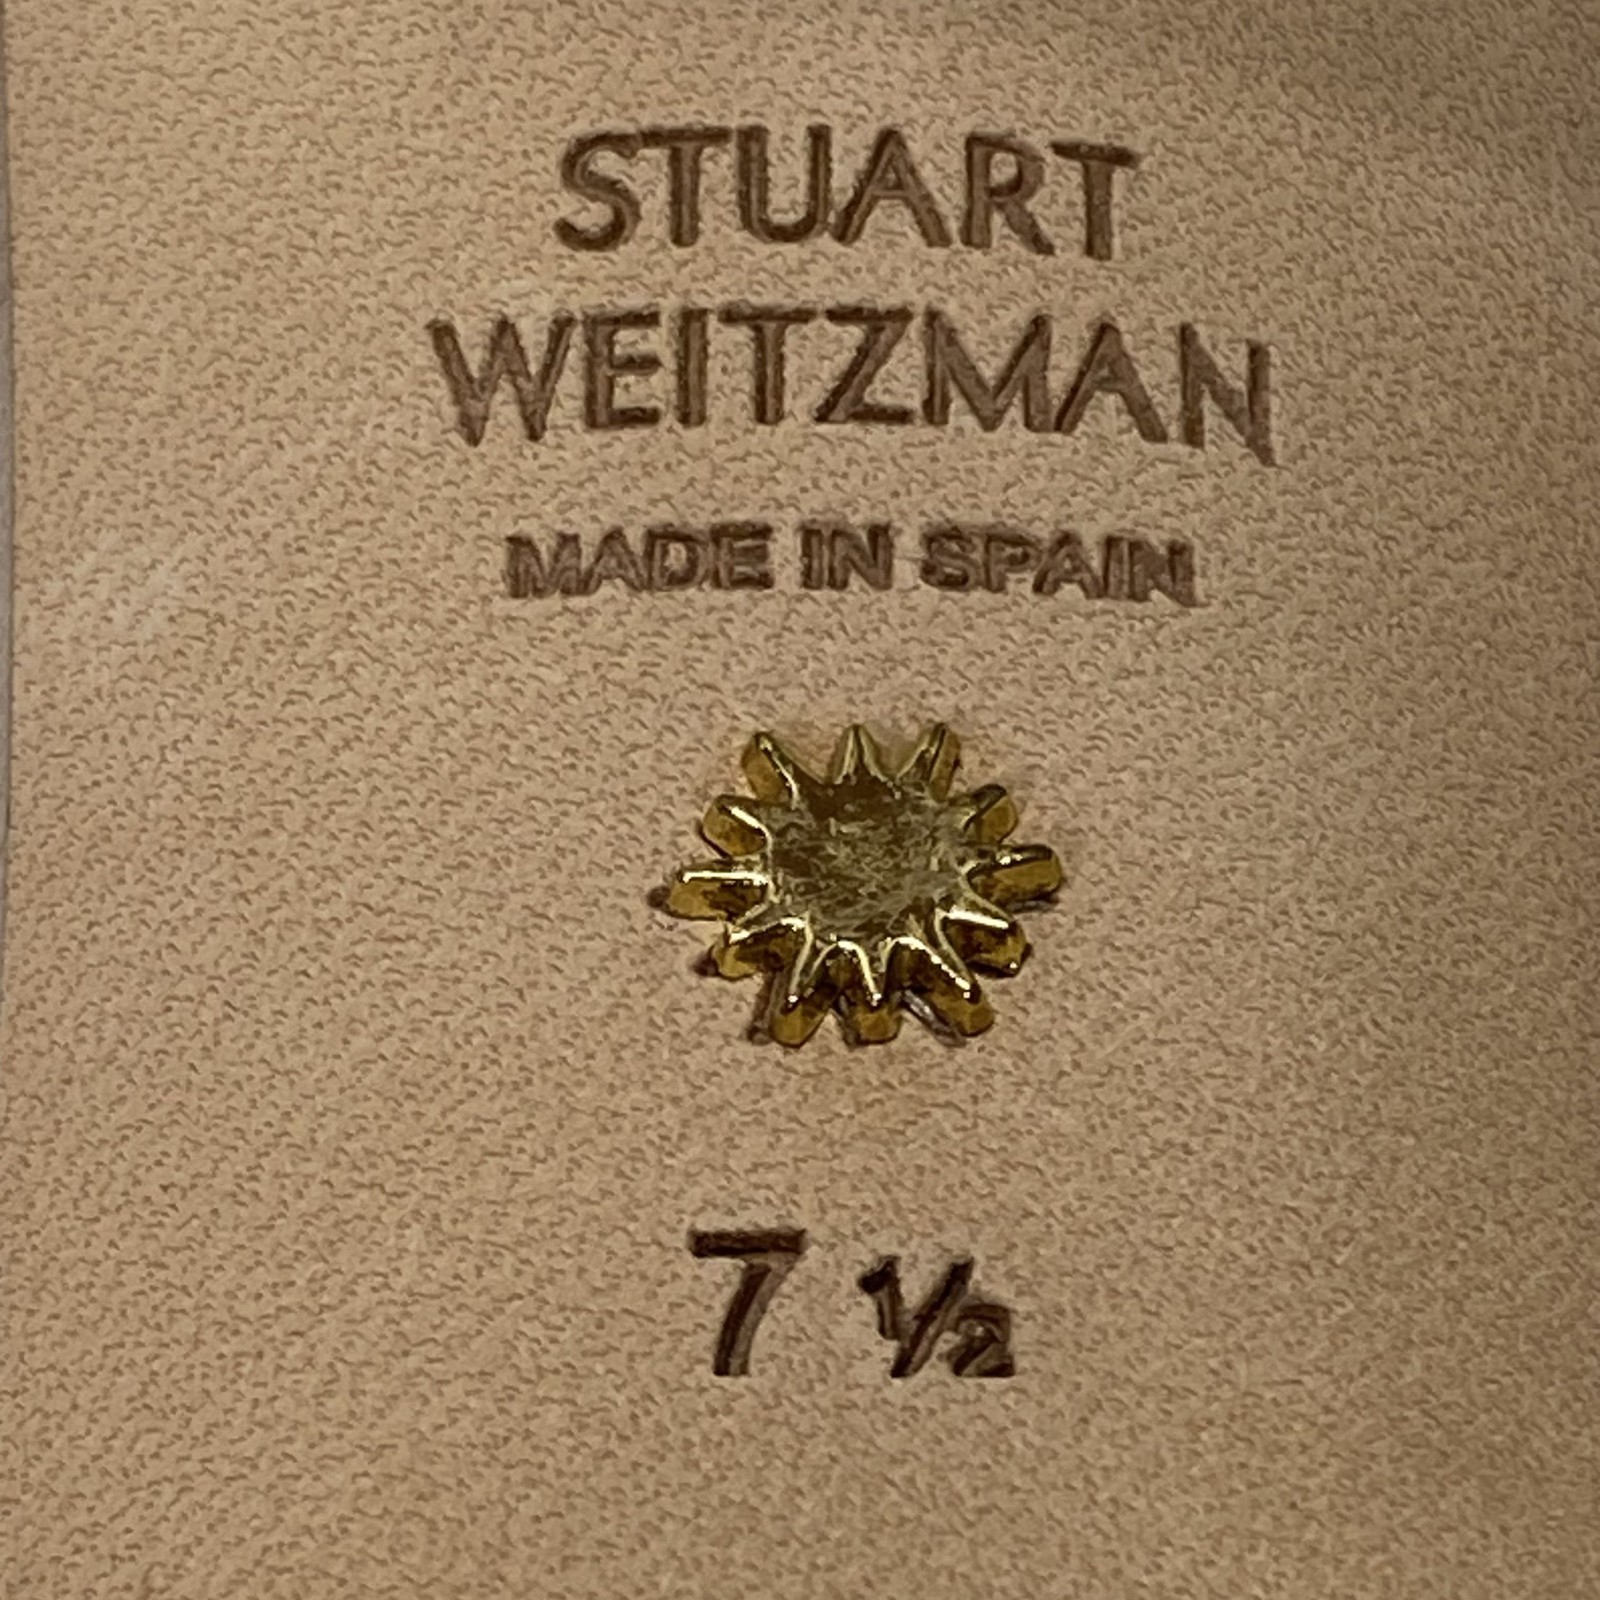 STUART
WEITZMAN
MADE IN SPAIN
7 ½